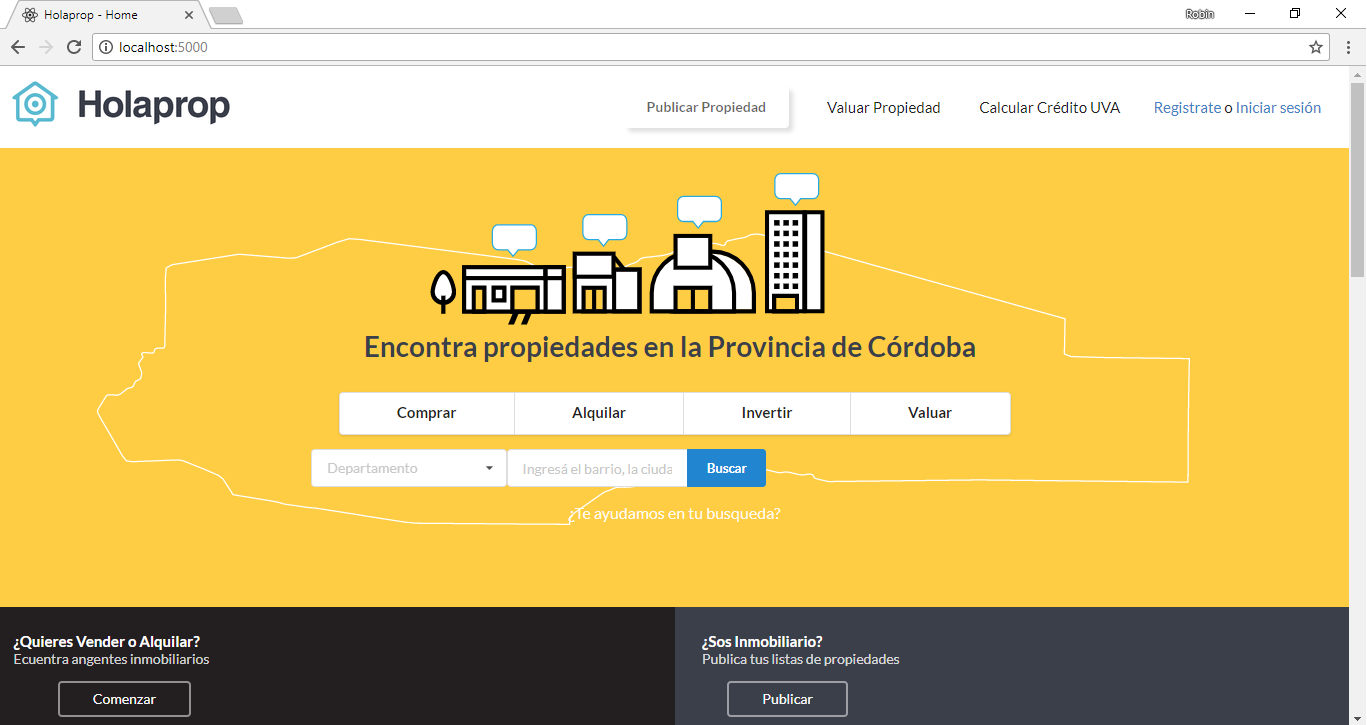 Holaprop - Home
Robin
localhost:5000
Holaprop
Publicar Propiedad
Valuar Propiedad
Calcular Crédito UVA
Registrate o Iniciar sesión
Encontra propiedades en la Provincia de Córdoba
Comprar
Alquilar
Invertir
Valuar
Departamento
Ingresá el barrio, la ciuda
Buscar
¿Te ayudamos en tu busqueda?
¿Quieres Vender o Alquilar?
Ecuentra angentes inmobiliarios
Comenzar
¿Sos Inmobiliario?
Publica tus listas de propiedades
Publicar